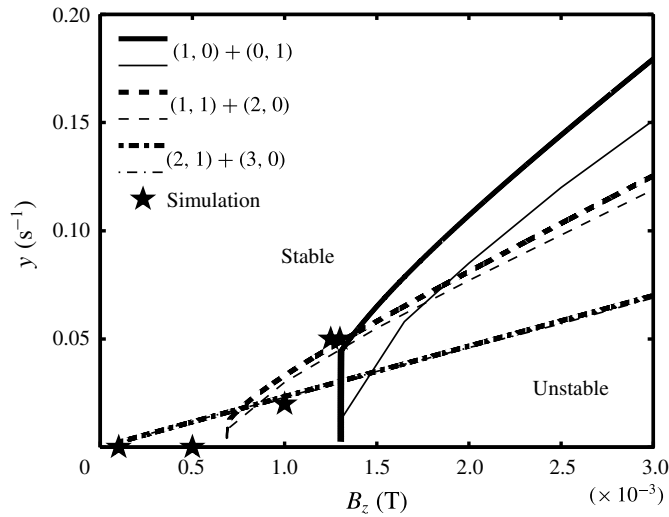 0.20
(1, 0) + (0, 1)
(1, 1) + (2, 0)
0.15
(2, 1) + (3, 0)
Simulation
0.10
y (s⁻¹)
Stable
0.05
Unstable
0 0.5 1.0 1.5 2.0 2.5 3.0
B_z (T)
(× 10⁻³)